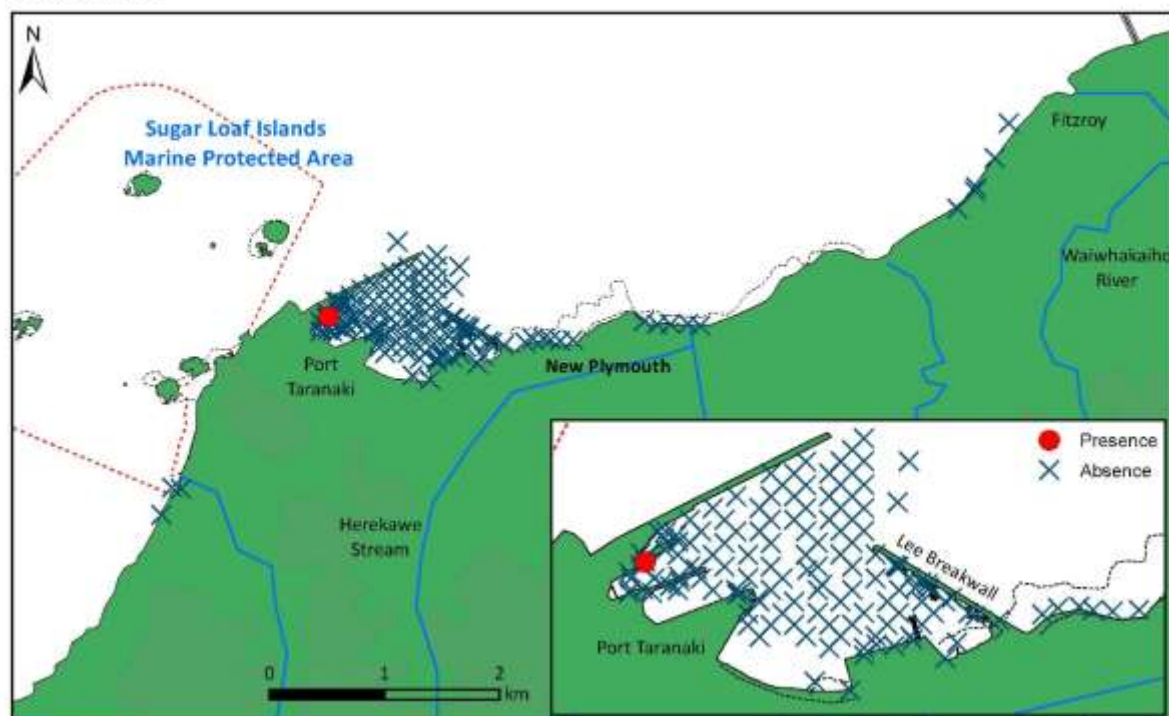 N
Sugar Loaf Islands
Marine Protected Area
Fitzroy
Waiwhakaiho
River
Port
Taranaki
New Plymouth
Herekawe
Stream
0 1 2
km
Presence
Absence
Lee Breakwall
Port Taranaki